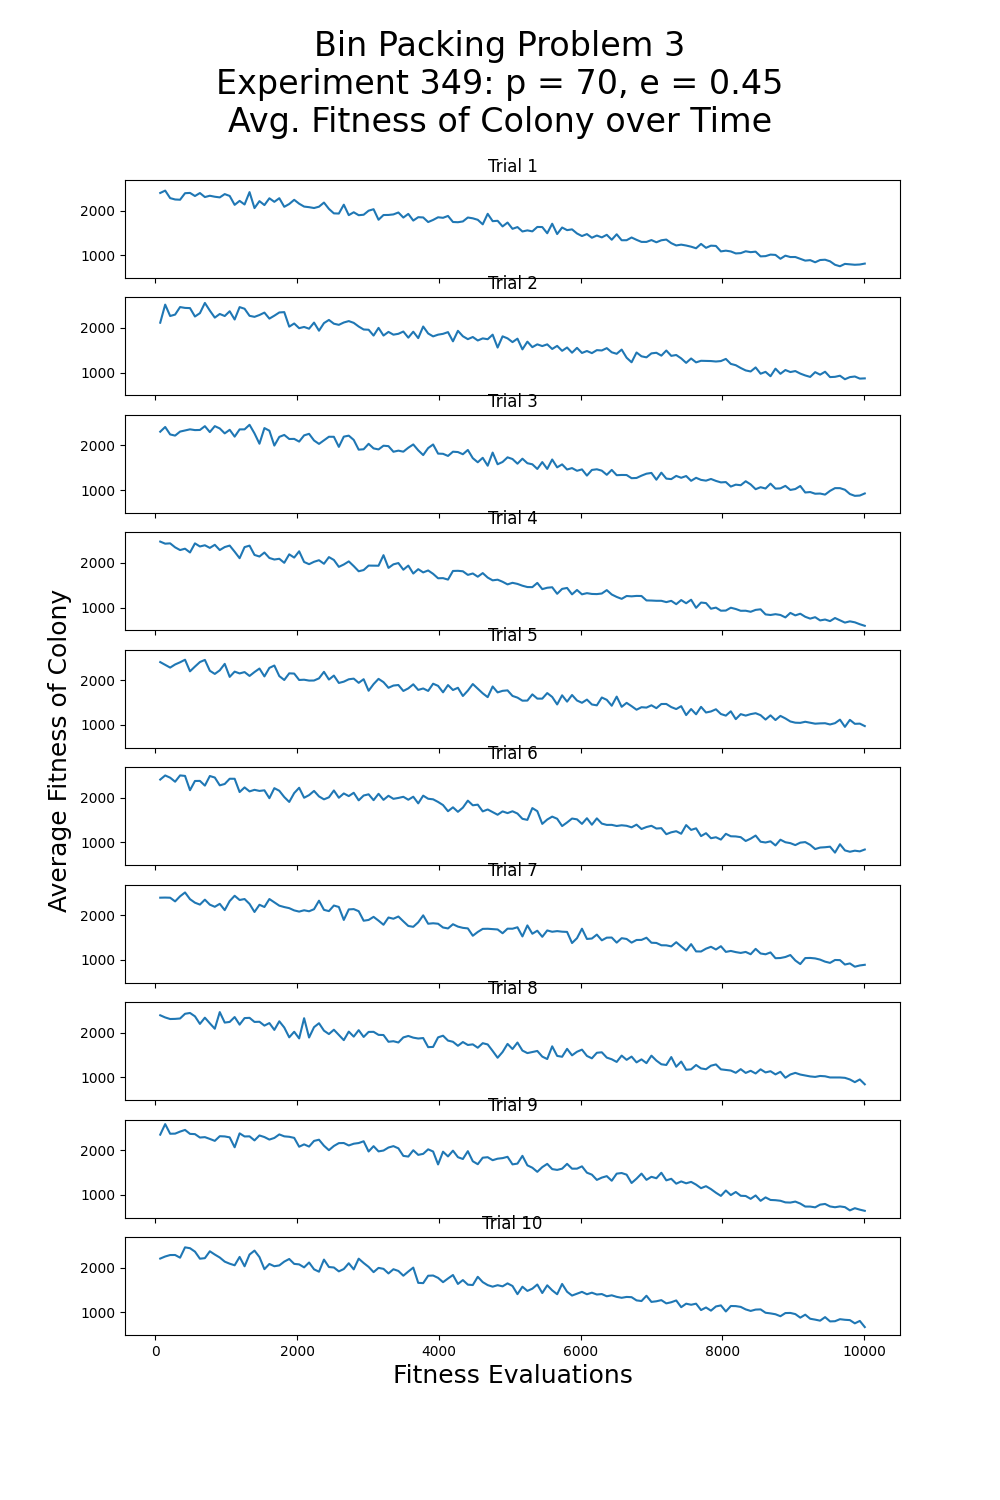 Bin Packing Problem 3
Experiment 349: p = 70, e = 0.45
Avg. Fitness of Colony over Time
Average Fitness of Colony
Trial 1
2000
1000
Trial 2
2000
1000
Trial 3
2000
1000
Trial 4
2000
1000
Trial 5
2000
1000
Trial 6
2000
1000
Trial 7
2000
1000
Trial 8
2000
1000
Trial 9
2000
1000
Trial 10
2000
1000
0 2000 4000 6000 8000 10000
Fitness Evaluations